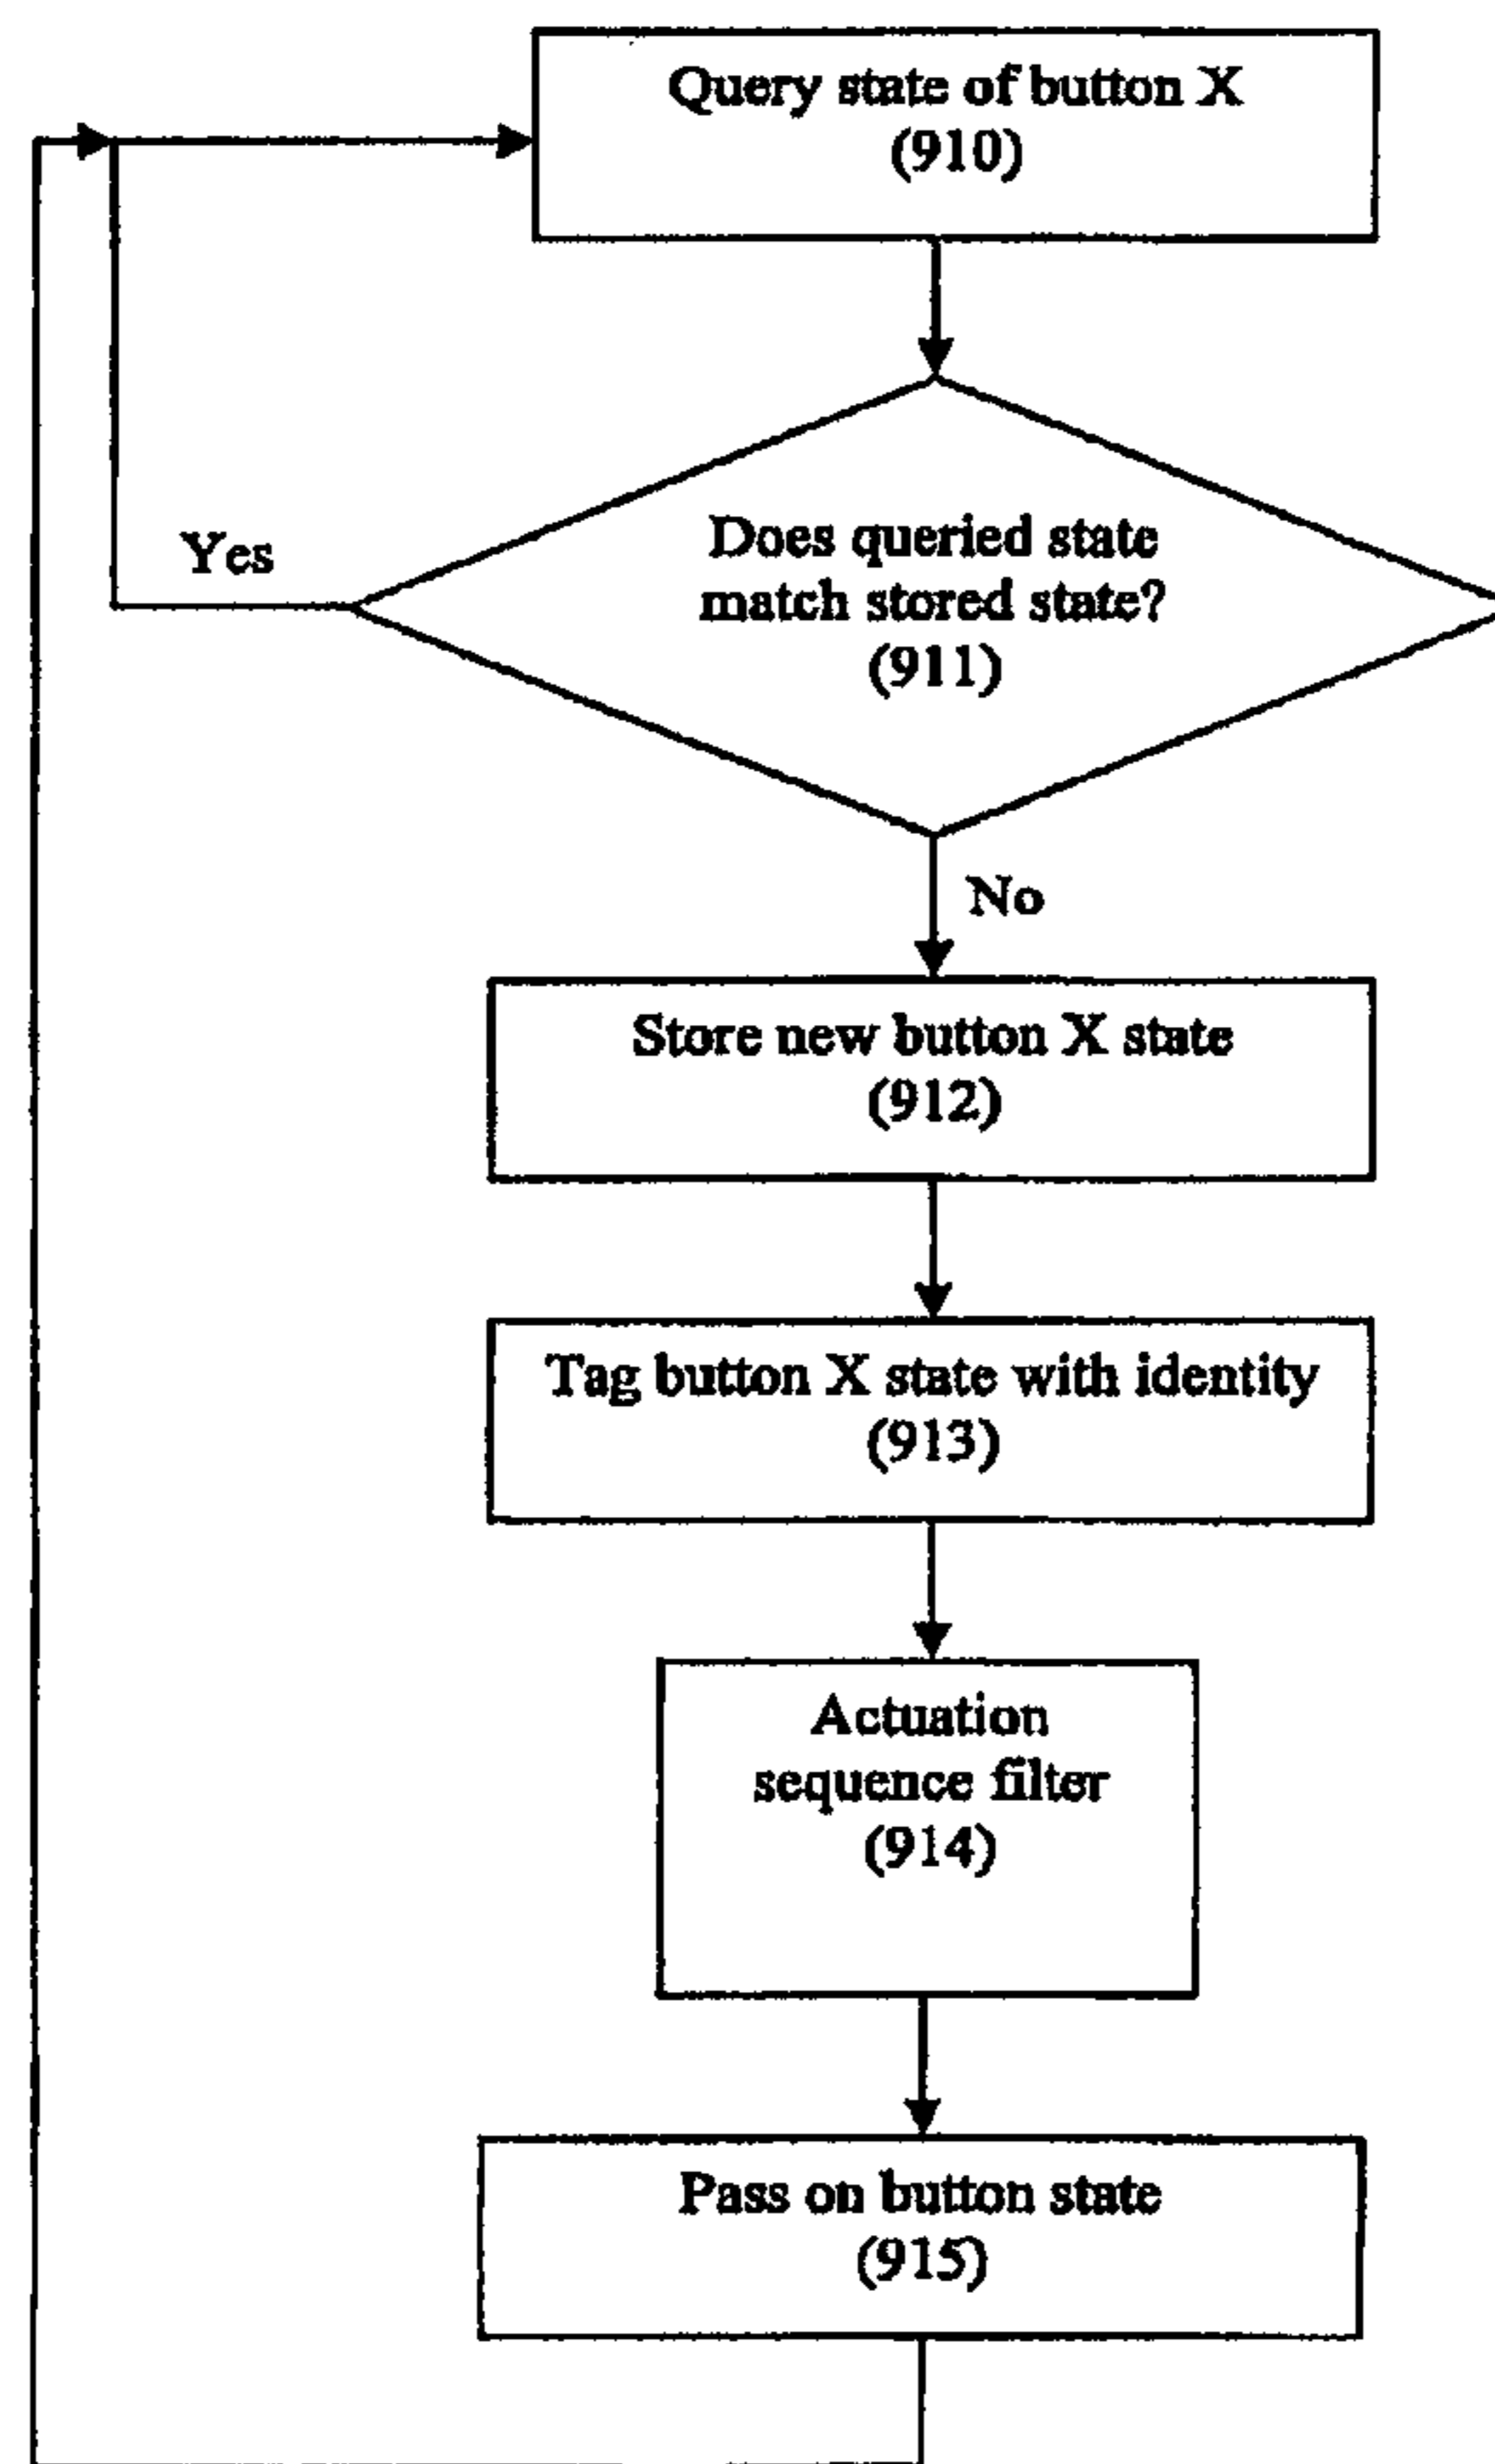 Query state of button X
(910)
Does queried state
match stored state?
(911)
Yes
No
Store new button X state
(912)
Tag button X state with identity
(913)
Actuation
sequence filter
(914)
Pass on button state
(915)